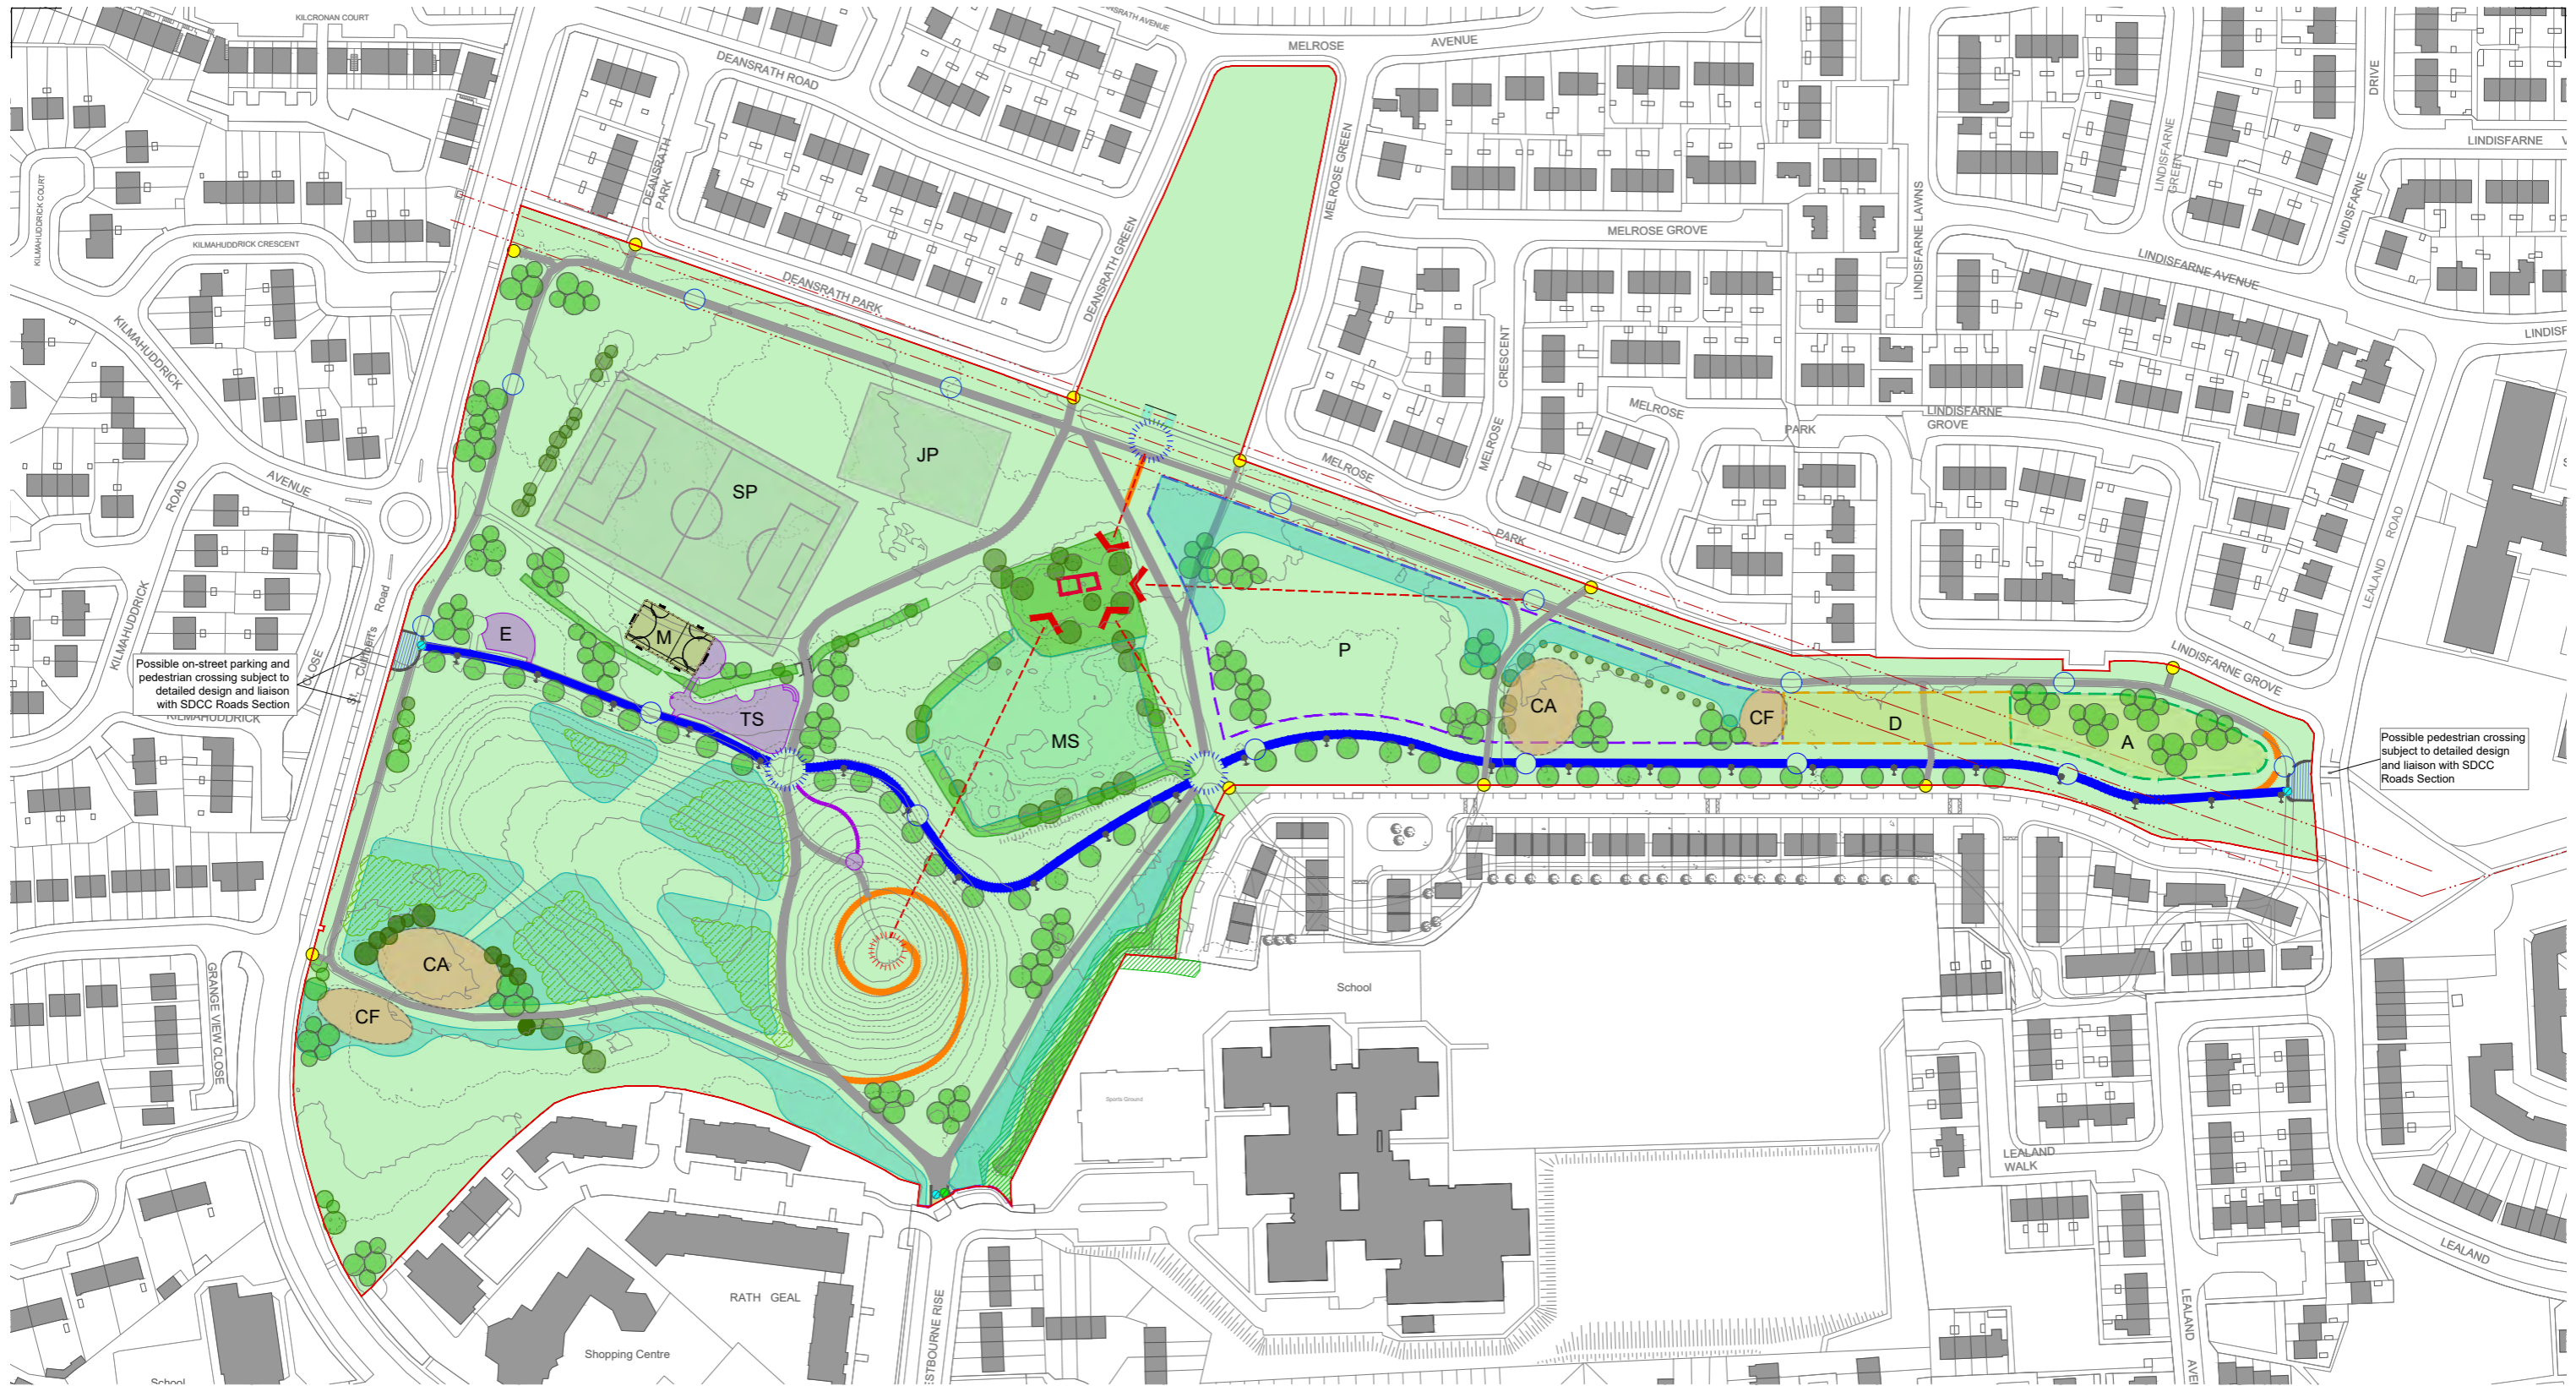 KILCRONAN COURT
DEANSRATH ROAD
MELROSE
AVENUE
DRIVE
LINDISFARNE
KILMAHUDDRICK COURT
KILMAHUDDRICK CRESCENT
DEANSRATH
PARK
DEANSRATH PARK
DEANSRATH GREEN
MELROSE GREEN
MELROSE GROVE
LINDISFARNE LAWNS
LINDISFARNE
GREEN
LINDISFARNE
LINDISFARNE AVENUE
KILMAHUDDRICK
ROAD
AVENUE
CRESCENT
MELROSE
MELROSE
PARK
LINDISFARNE
GROVE
MELROSE
PARK
JP
SP
LEALAND
ROAD
KILMAHUDDRICK
CLOSE
St. Cuthbert's
Road
E
M
P
TS
MS
CA
CF
D
A
LINDISFARNE GROVE
Possible on-street parking and
pedestrian crossing subject to
detailed design and liaison
with SDCC Roads Section
KILMAHUDDRICK
Possible pedestrian crossing
subject to detailed design
and liaison with SDCC
Roads Section
CA
CF
GRANGE VIEW CLOSE
School
Sports Ground
LEALAND
WALK
RATH GEAL
Shopping Centre
School
LEALAND
LEALAND